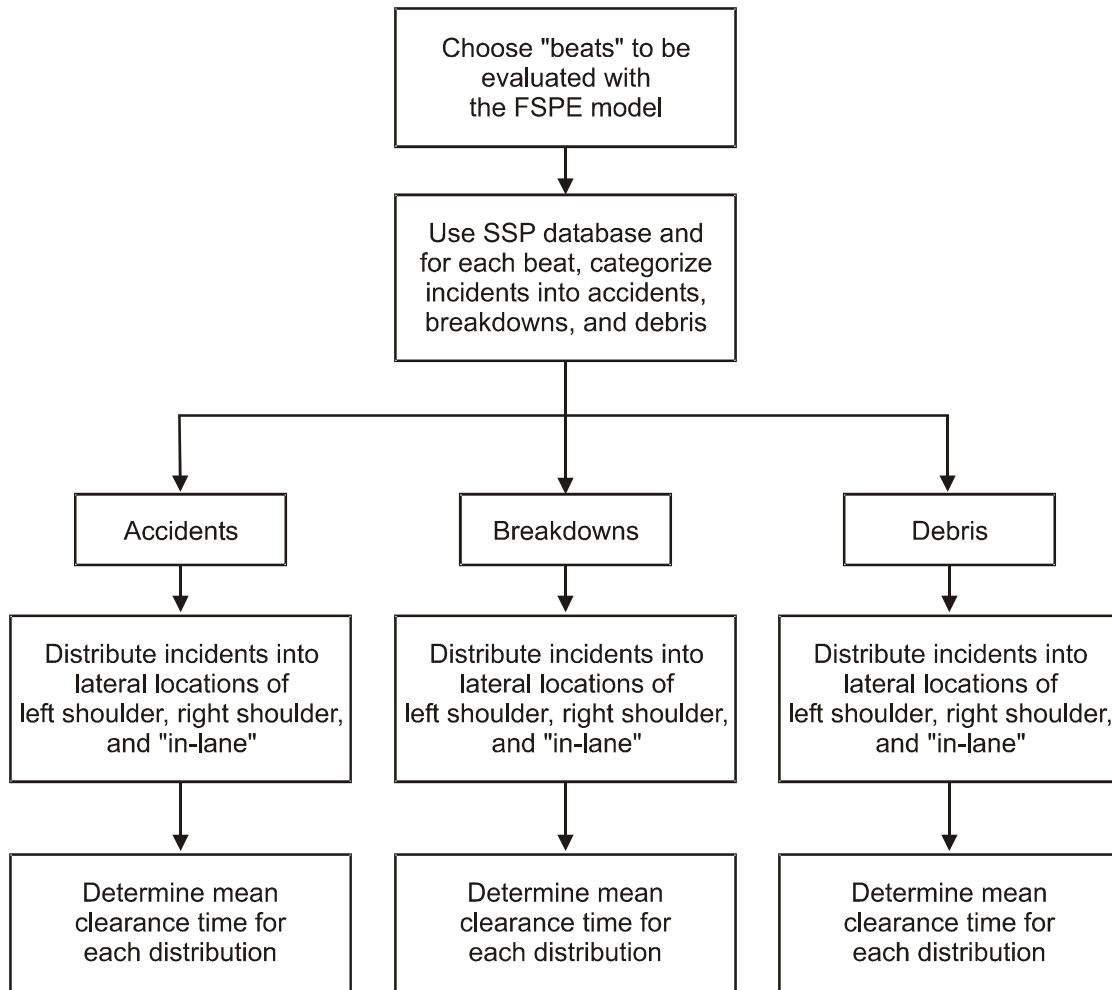 Choose "beats" to be
evaluated with
the FSPE model
Use SSP database and
for each beat, categorize
incidents into accidents,
breakdowns, and debris
Accidents
Breakdowns
Debris
Distribute incidents into
lateral locations of
left shoulder, right shoulder,
and "in-lane"
Distribute incidents into
lateral locations of
left shoulder, right shoulder,
and "in-lane"
Distribute incidents into
lateral locations of
left shoulder, right shoulder,
and "in-lane"
Determine mean
clearance time for
each distribution
Determine mean
clearance time for
each distribution
Determine mean
clearance time for
each distribution